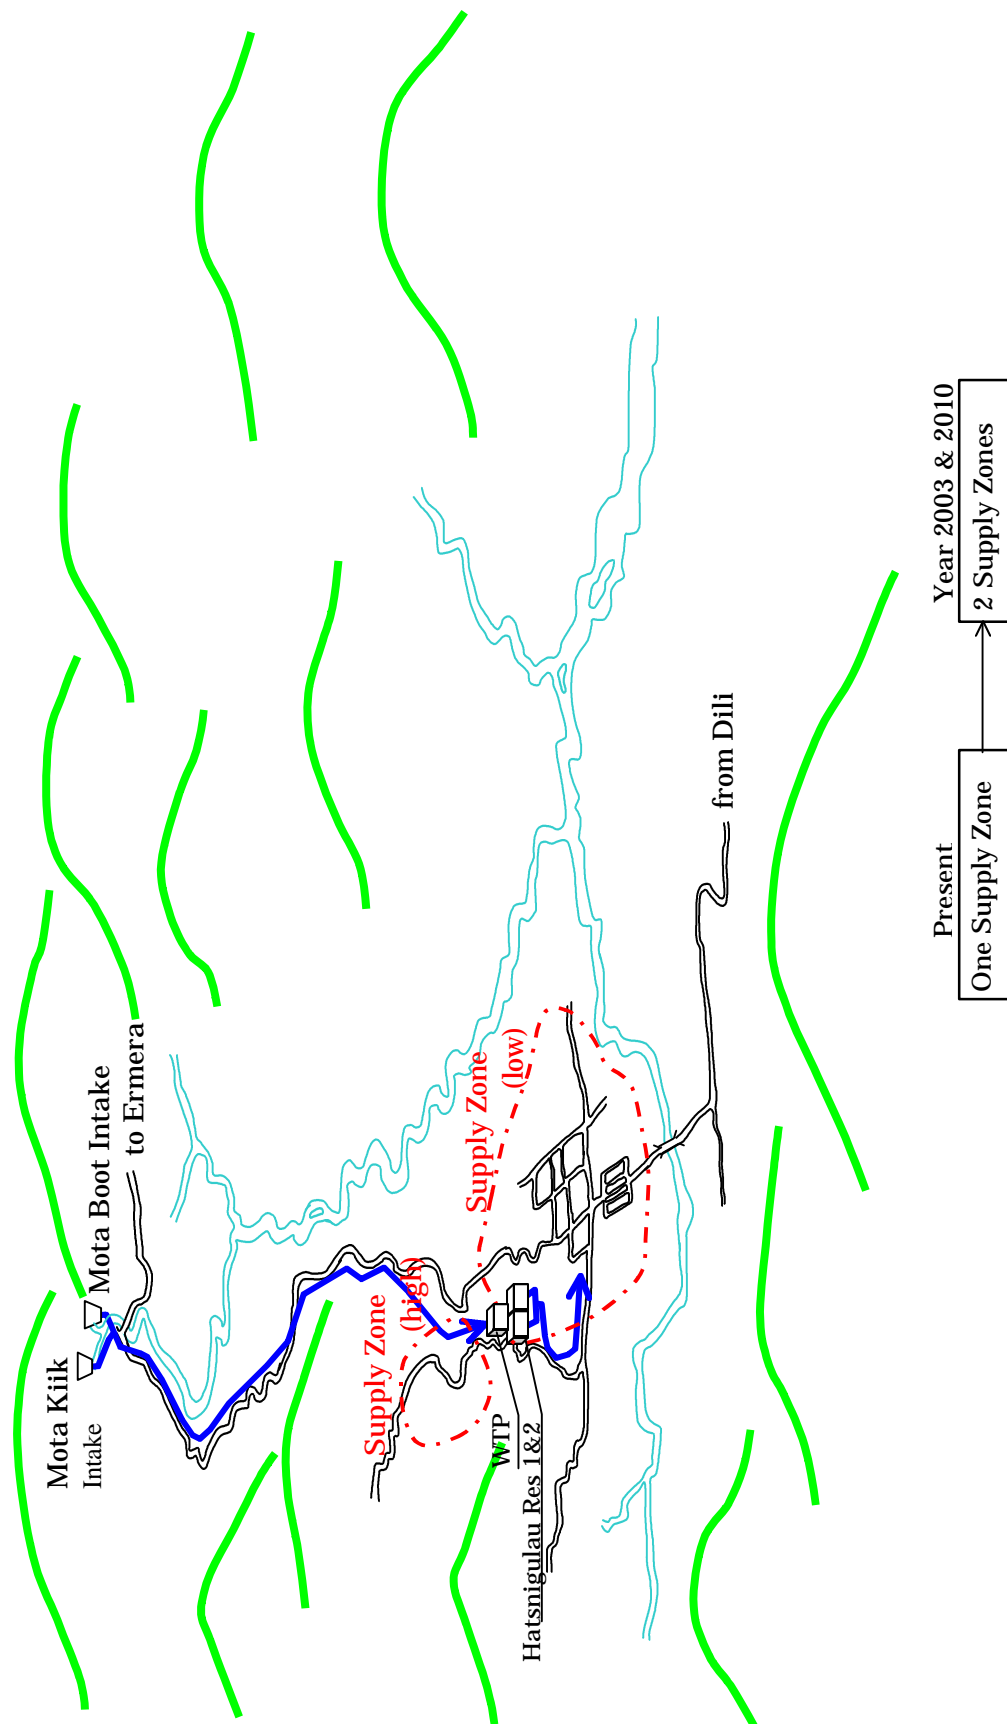 Mota Kiik
Intake
Mota Boot Intake
to Ermera
Supply Zone
(high)
Supply Zone
(low)
WTP
Hatsnigulau Res 1&2
from Dili
Present
One Supply Zone
Year 2003 & 2010
2 Supply Zones